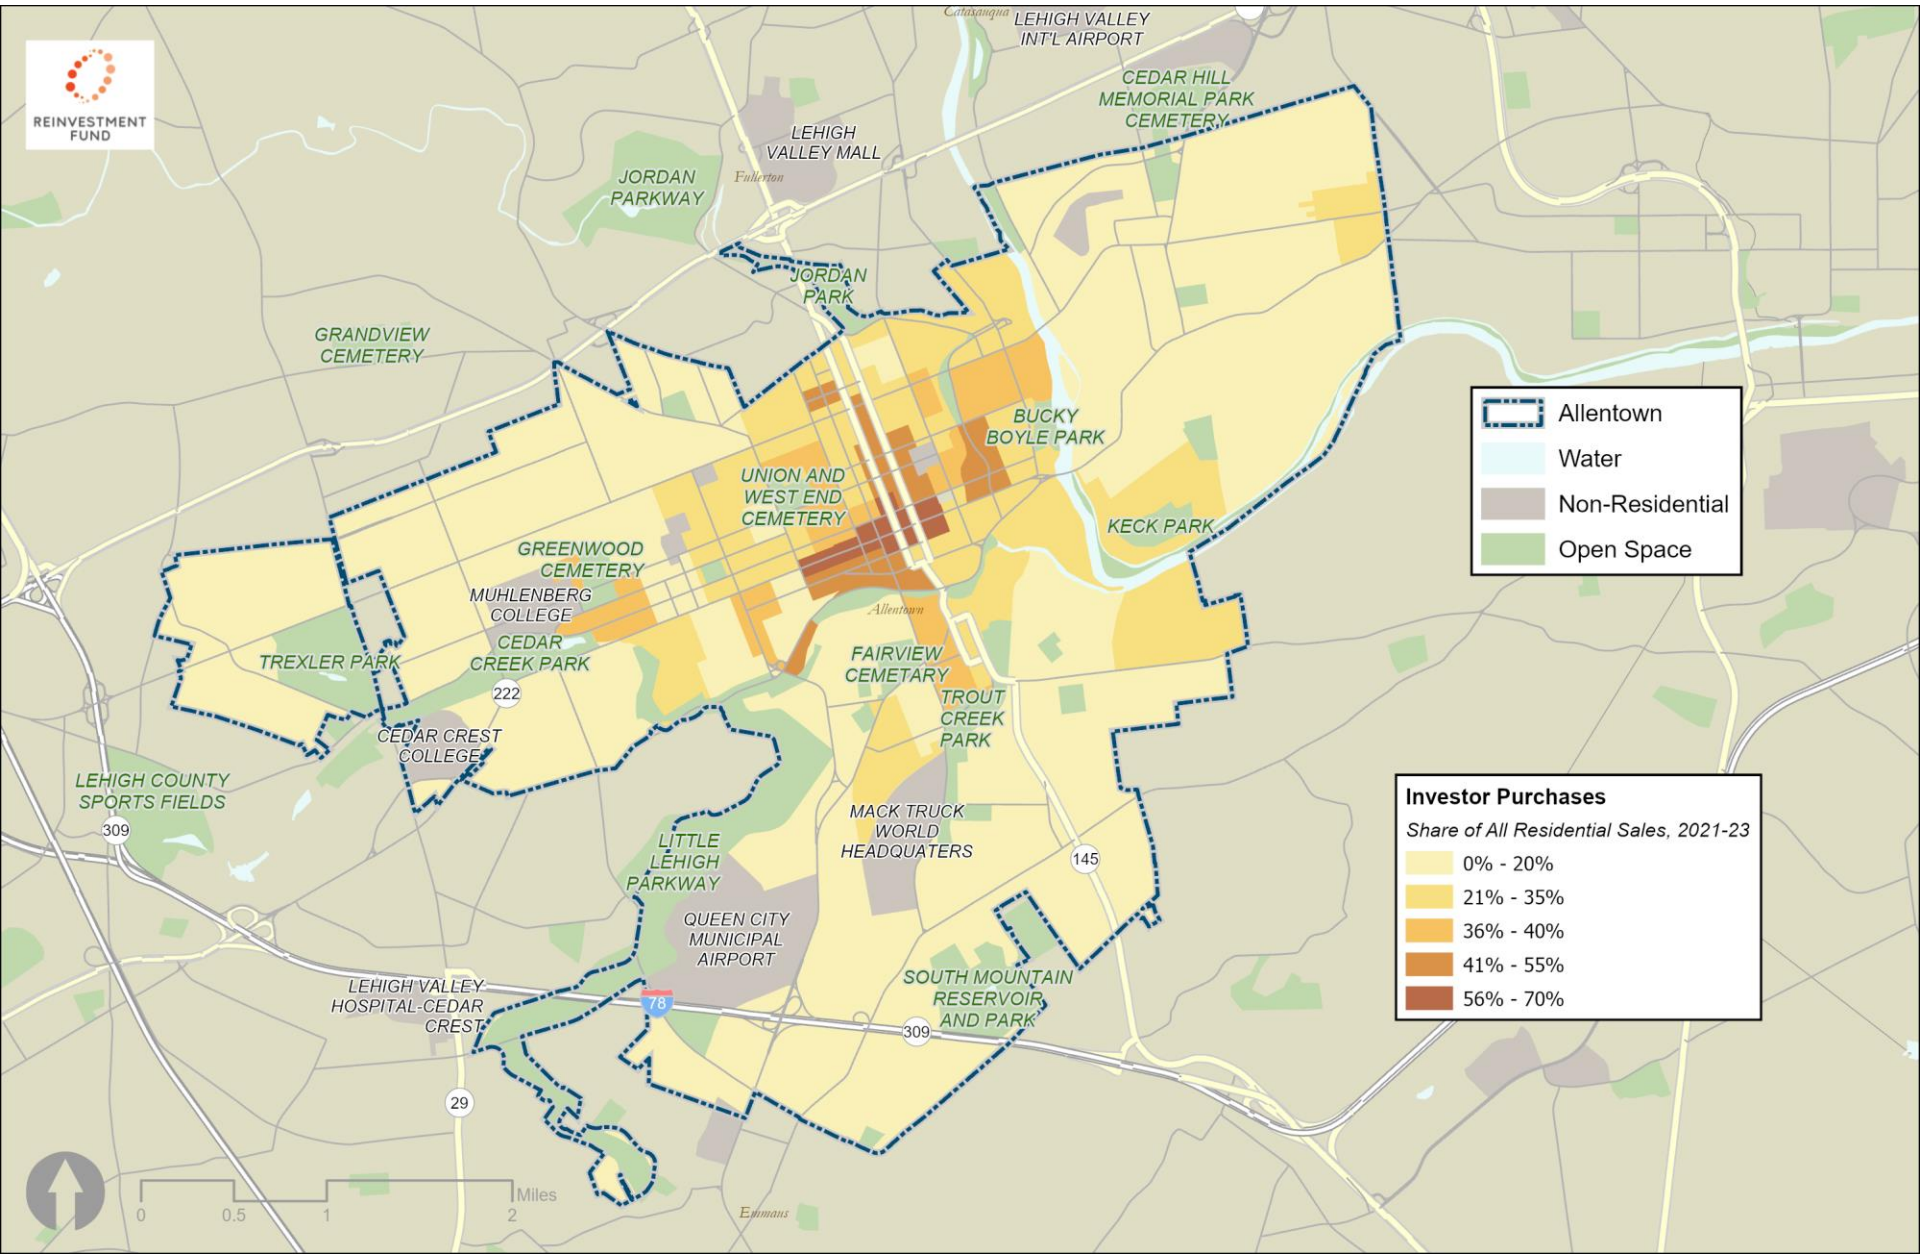 Catasauqua
LEHIGH VALLEY
INT'L AIRPORT
REINVESTMENT
FUND
CEDAR HILL
MEMORIAL PARK
CEMETERY
LEHIGH
VALLEY MALL
Fullerton
JORDAN
PARKWAY
JORDAN
PARK
GRANDVIEW
CEMETERY
BUCKY
BOYLE PARK
Allentown
Water
Non-Residential
Open Space
UNION AND
WEST END
CEMETERY
KECK PARK
GREENWOOD
CEMETERY
MUHLENBERG
COLLEGE
Allentown
CEDAR
CREEK PARK
TREXLER PARK
222
FAIRVIEW
CEMETARY
TROUT
CREEK
PARK
CEDAR CREST
COLLEGE
LEHIGH COUNTY
SPORTS FIELDS
309
MACK TRUCK
WORLD
HEADQUATERS
LITTLE
LEHIGH
PARKWAY
145
Investor Purchases
Share of All Residential Sales, 2021-23
0% - 20%
21% - 35%
36% - 40%
41% - 55%
56% - 70%
QUEEN CITY
MUNICIPAL
AIRPORT
LEHIGH VALLEY
HOSPITAL-CEDAR
CREST
78
SOUTH MOUNTAIN
RESERVOIR
AND PARK
309
29
Miles
0
0.5
1
2
Emmaus